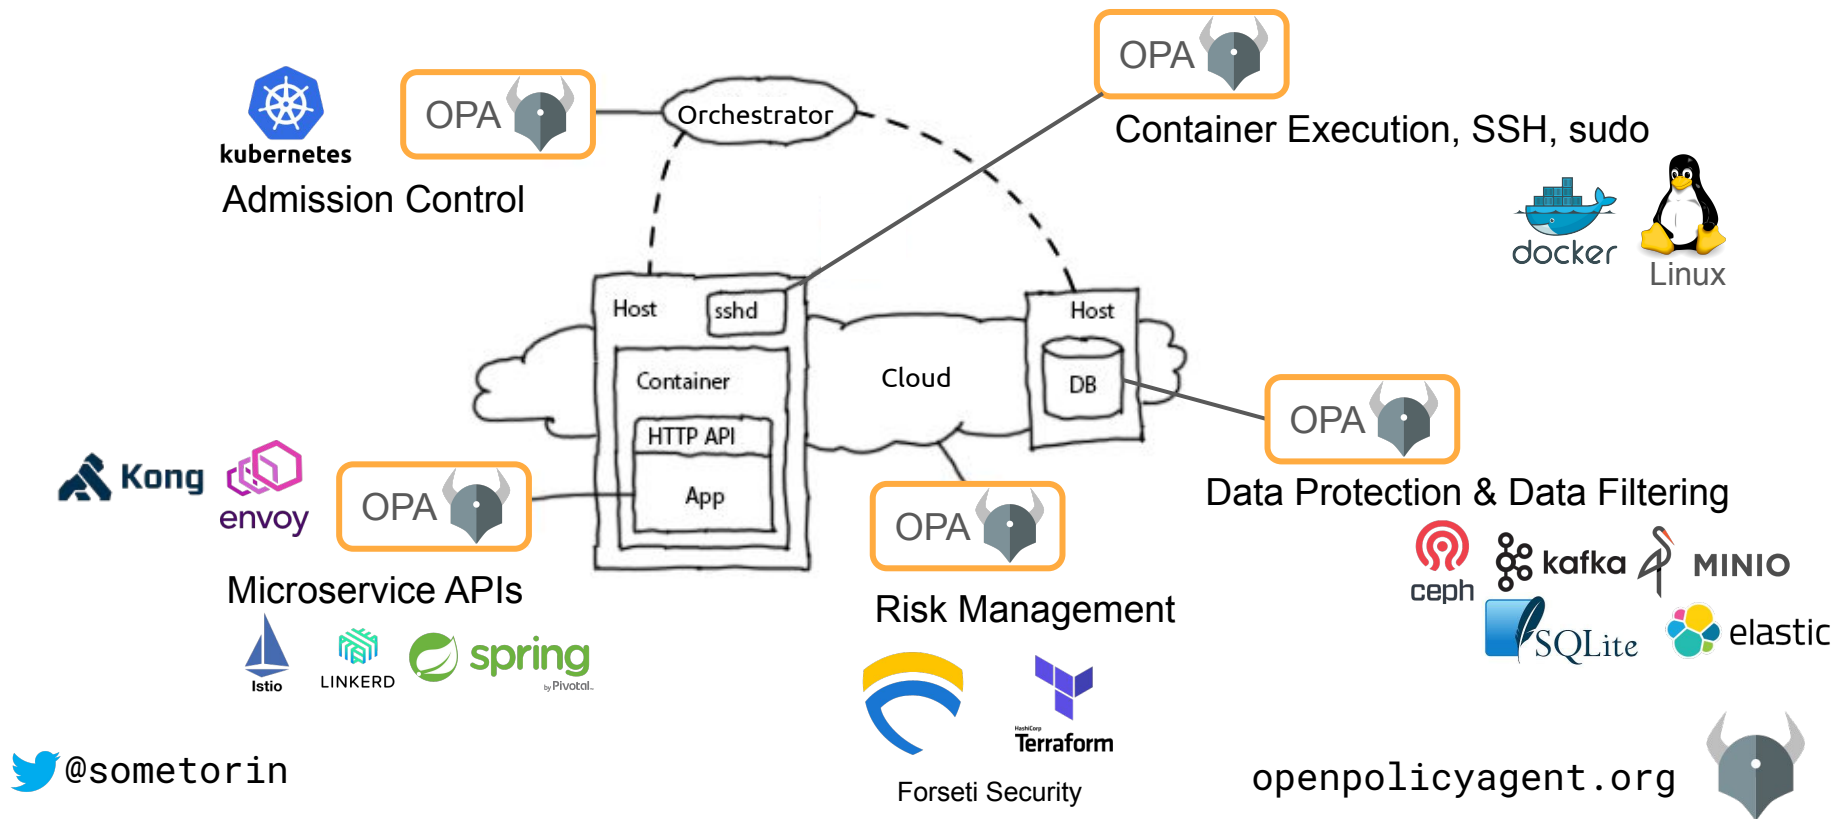 OPA
Orchestrator
kubernetes
Admission Control
OPA
Container Execution, SSH, sudo
docker
Linux
Host
sshd
Container
HTTP API
App
Cloud
Host
DB
OPA
Data Protection & Data Filtering
ceph
kafka
MINIO
SQLite
elastic
Kong
envoy
OPA
Microservice APIs
Istio
LINKERD
spring
by Pivotal
OPA
Risk Management
HashiCorp
Terraform
Forseti Security
@sometorin
openpolicyagent.org